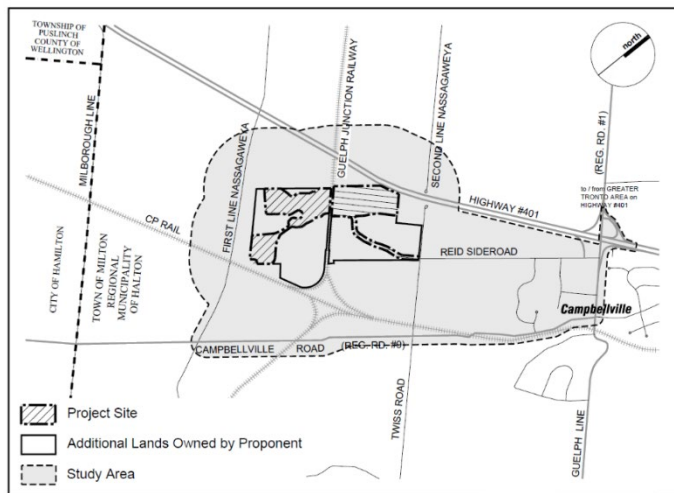 TOWNSHIP OF
PUSLINCH
COUNTY OF
WELLINGTON
MILBOROUGH LINE
GUELPH JUNCTION RAILWAY
SECOND LINE NASSAGAWEYA
north
(REG. RD. #1)
to / from GREATER
TRONTO AREA on
HIGHWAY #401
HIGHWAY #401
FIRST LINE NASSAGAWEYA
CP RAIL
REID SIDEROAD
CITY OF HAMILTON
TOWN OF MILTON
REGIONAL
MUNICIPALITY
OF HALTON
Campbellville
CAMPBELLVILLE ROAD (REG. RD. #9)
TWISS ROAD
GUELPH LINE
Project Site
Additional Lands Owned by Proponent
Study Area